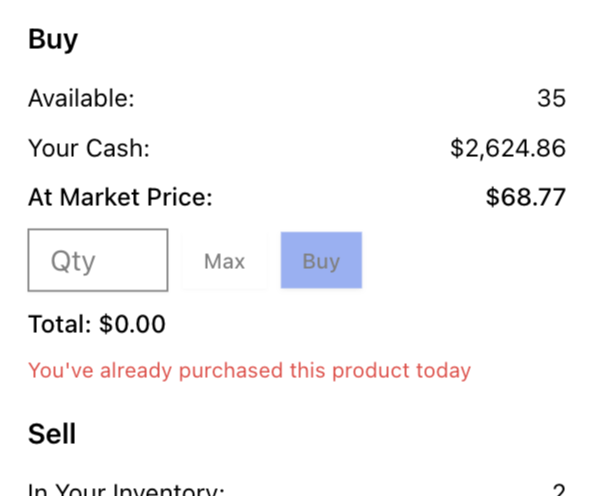 Buy
Available: 35
Your Cash: $2,624.86
At Market Price: $68.77
Qty Max Buy
Total: $0.00
You've already purchased this product today
Sell
In Your Inventory: 2